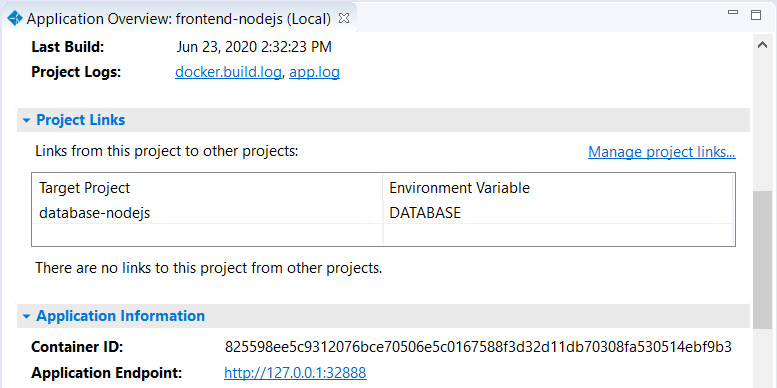 Application Overview: frontend-nodejs (Local)
Last Build: Jun 23, 2020 2:32:23 PM
Project Logs: docker.build.log, app.log
Project Links
Links from this project to other projects: Manage project links...
Target Project Environment Variable
database-nodejs DATABASE
There are no links to this project from other projects.
Application Information
Container ID: 825598ee5c9312076bce70506e5c0167588f3d32d11db70308fa530514ebf9b3
Application Endpoint: http://127.0.0.1:32888